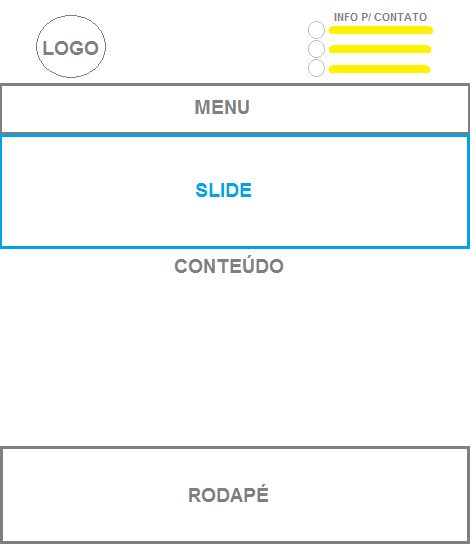 INFO P/ CONTATO
LOGO
MENU
SLIDE
CONTEÚDO
RODAPÉ